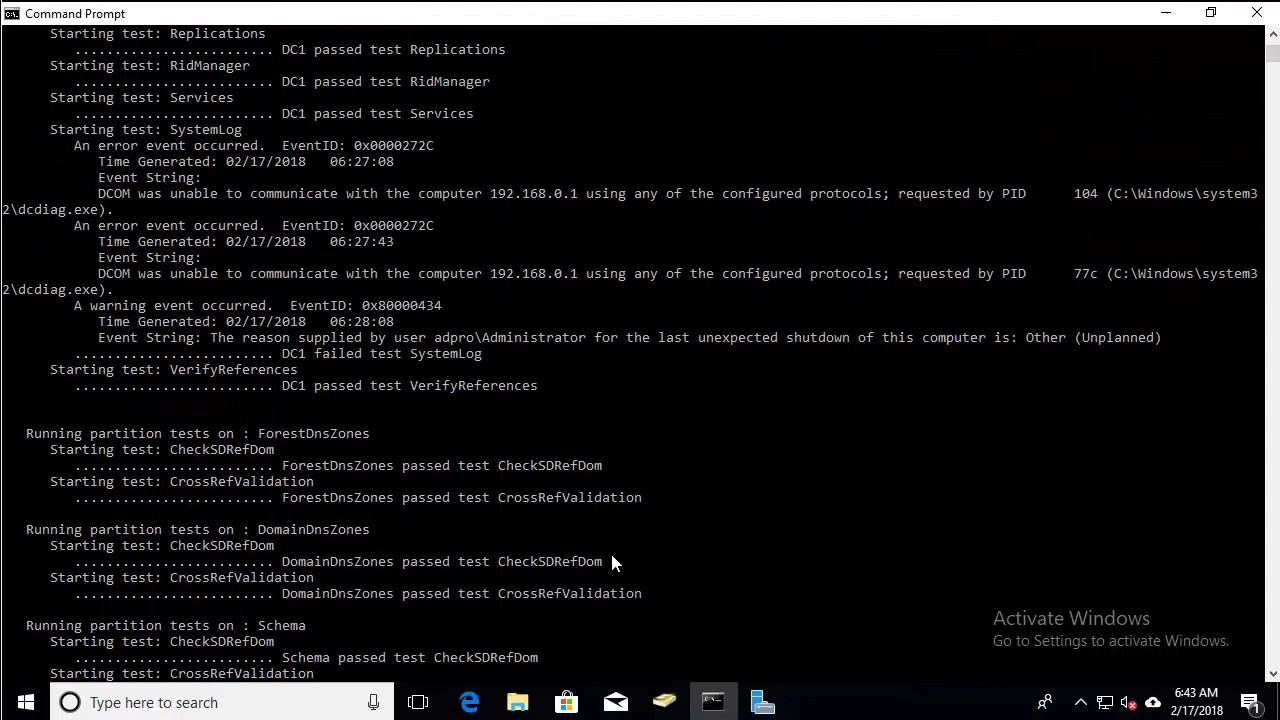 Command Prompt
Starting test: Replications
......................... DC1 passed test Replications
Starting test: RidManager
......................... DC1 passed test RidManager
Starting test: Services
......................... DC1 passed test Services
Starting test: SystemLog
An error event occurred.  EventID: 0x0000272C
Time Generated: 02/17/2018   06:27:08
Event String:
DCOM was unable to communicate with the computer 192.168.0.1 using any of the configured protocols; requested by PID      104 (C:\Windows\system3
2\dcdiag.exe).
An error event occurred.  EventID: 0x0000272C
Time Generated: 02/17/2018   06:27:43
Event String:
DCOM was unable to communicate with the computer 192.168.0.1 using any of the configured protocols; requested by PID      77c (C:\Windows\system3
2\dcdiag.exe).
A warning event occurred.  EventID: 0x80000434
Time Generated: 02/17/2018   06:28:08
Event String: The reason supplied by user adpro\Administrator for the last unexpected shutdown of this computer is: Other (Unplanned)
......................... DC1 failed test SystemLog
Starting test: VerifyReferences
......................... DC1 passed test VerifyReferences
Running partition tests on : ForestDnsZones
Starting test: CheckSDRefDom
......................... ForestDnsZones passed test CheckSDRefDom
Starting test: CrossRefValidation
......................... ForestDnsZones passed test CrossRefValidation
Running partition tests on : DomainDnsZones
Starting test: CheckSDRefDom
......................... DomainDnsZones passed test CheckSDRefDom
Starting test: CrossRefValidation
......................... DomainDnsZones passed test CrossRefValidation
Running partition tests on : Schema
Starting test: CheckSDRefDom
......................... Schema passed test CheckSDRefDom
Starting test: CrossRefValidation
Activate Windows
Go to Settings to activate Windows.
Type here to search
6:43 AM
2/17/2018
1